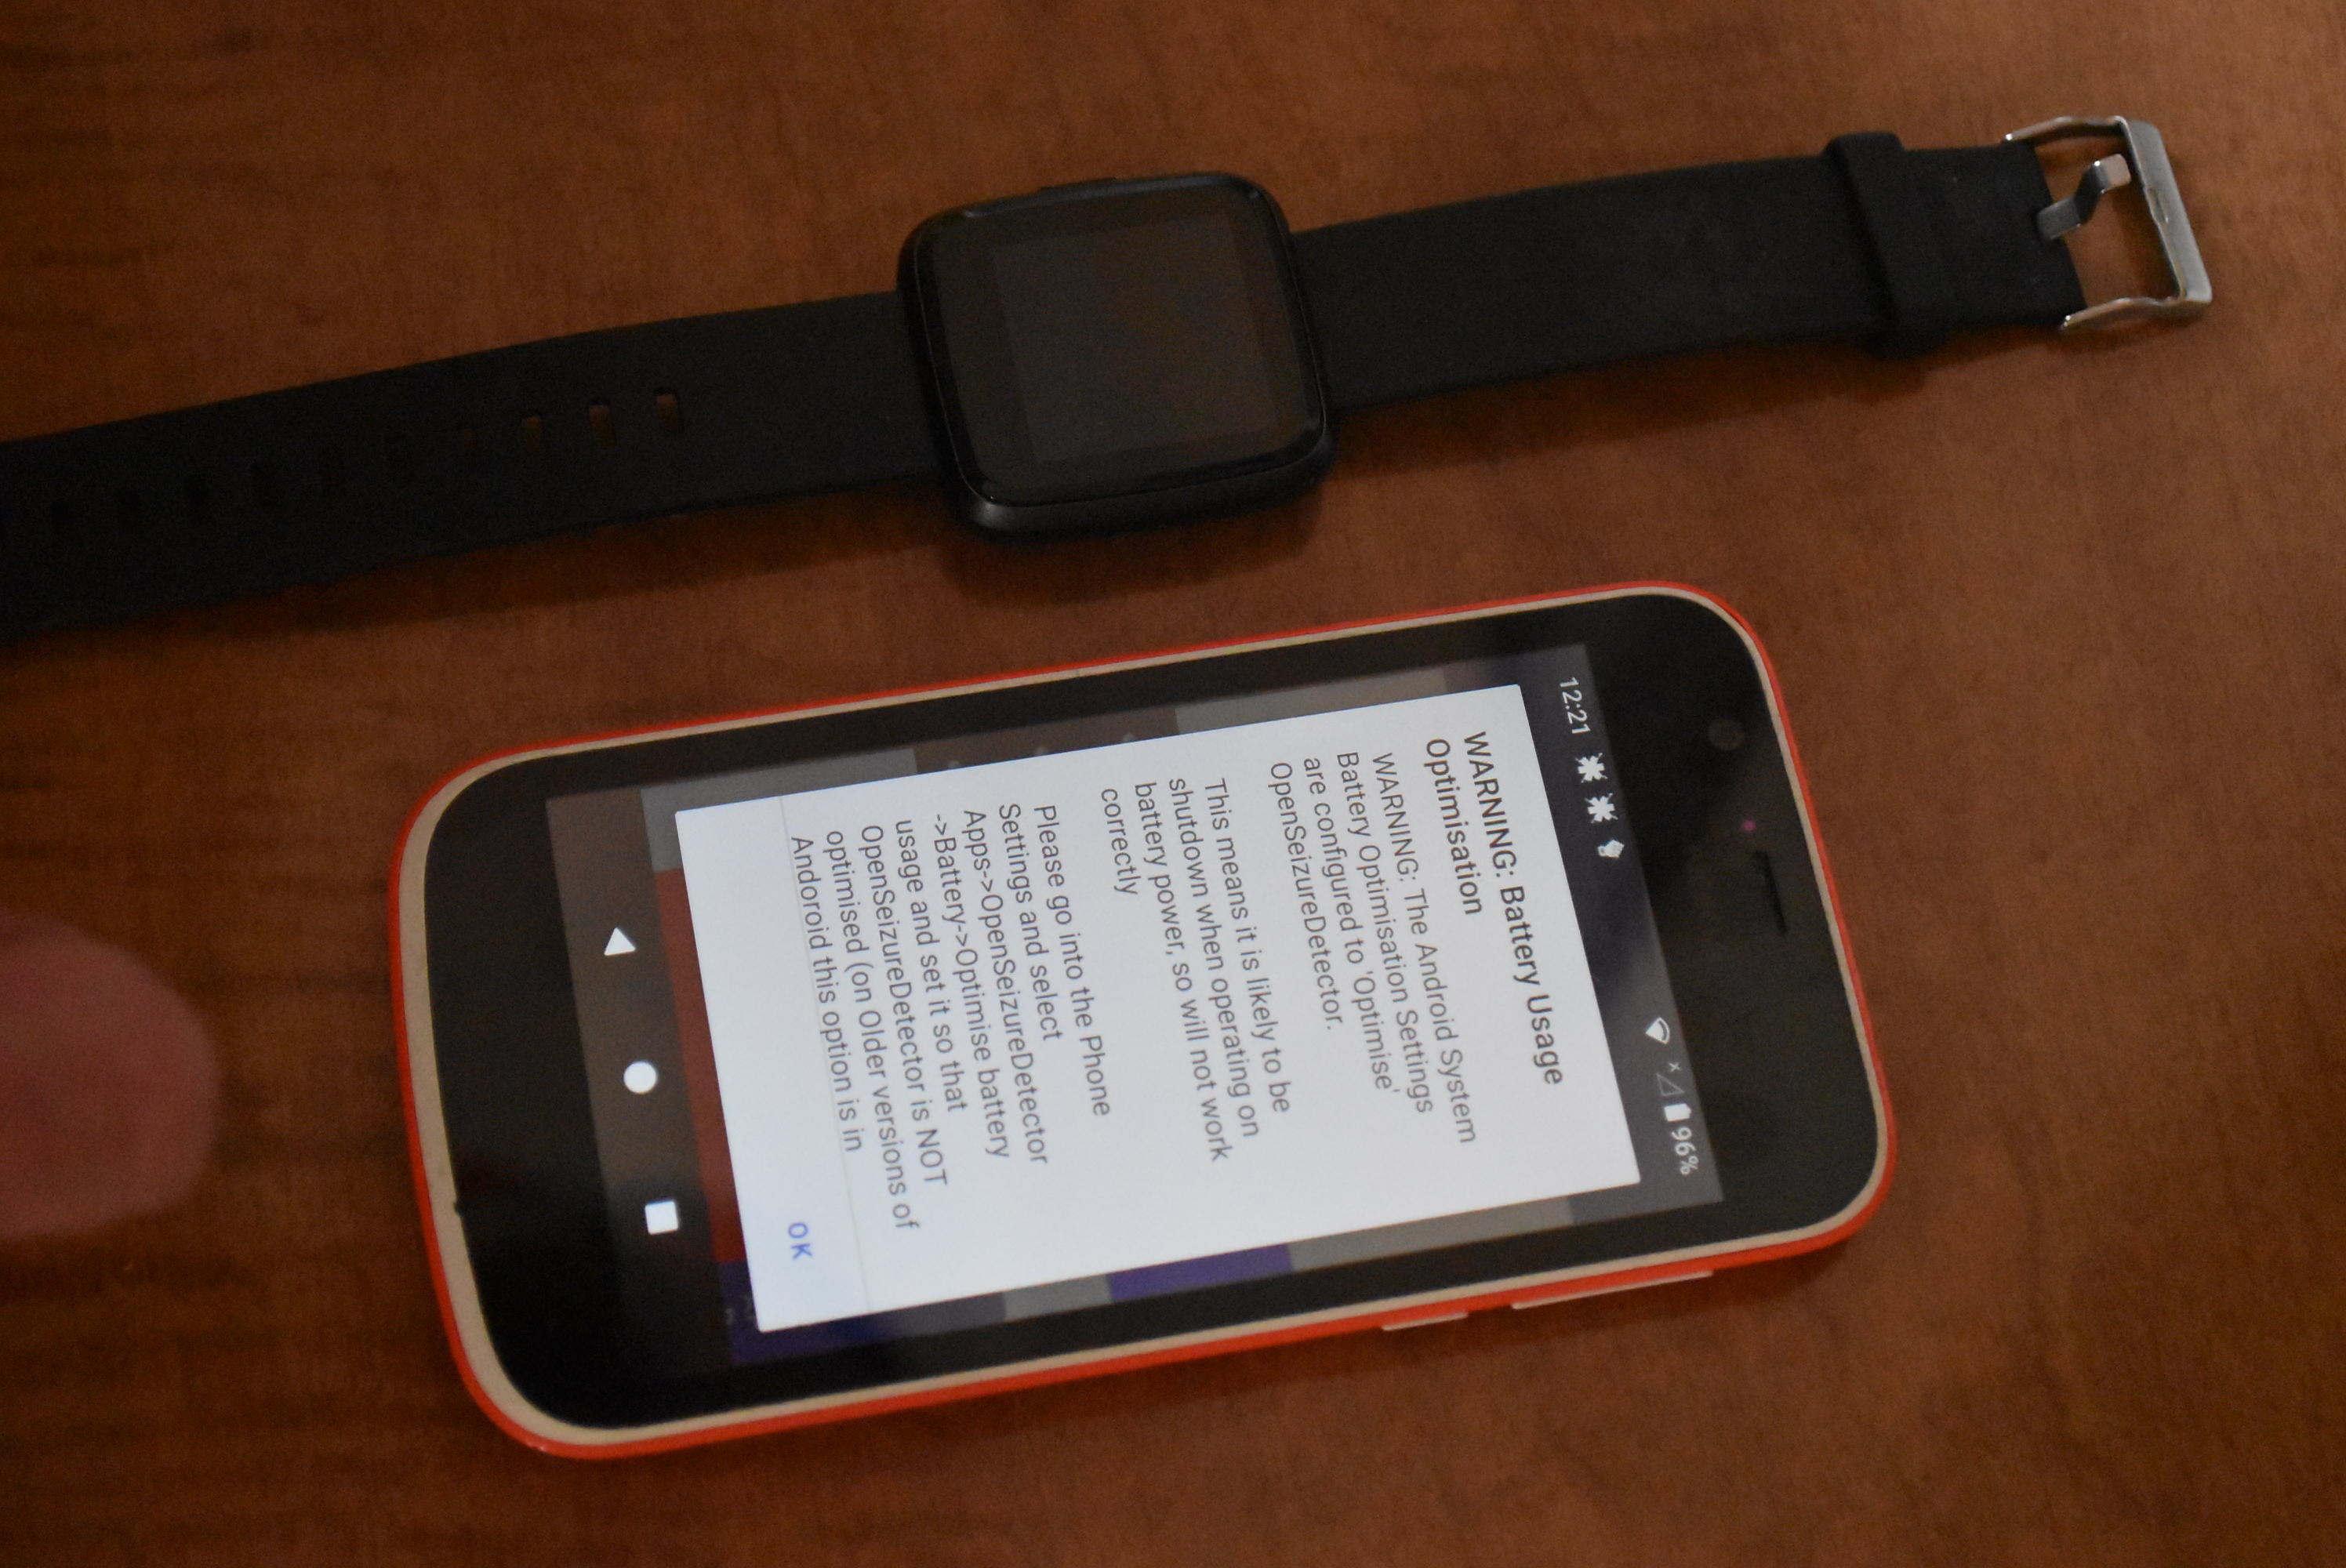 12:21
96%
WARNING: Battery Usage
Optimisation
WARNING: The Android System
Battery Optimisation Settings
are configured to 'Optimise'
OpenSeizureDetector.
This means it is likely to be
shutdown when operating on
battery power, so will not work
correctly
Please go into the Phone
Settings and select
Apps->OpenSeizureDetector
->Battery->Optimise battery
usage and set it so that
OpenSeizureDetector is NOT
optimised (on Older versions of
Andoroid this option is in
OK